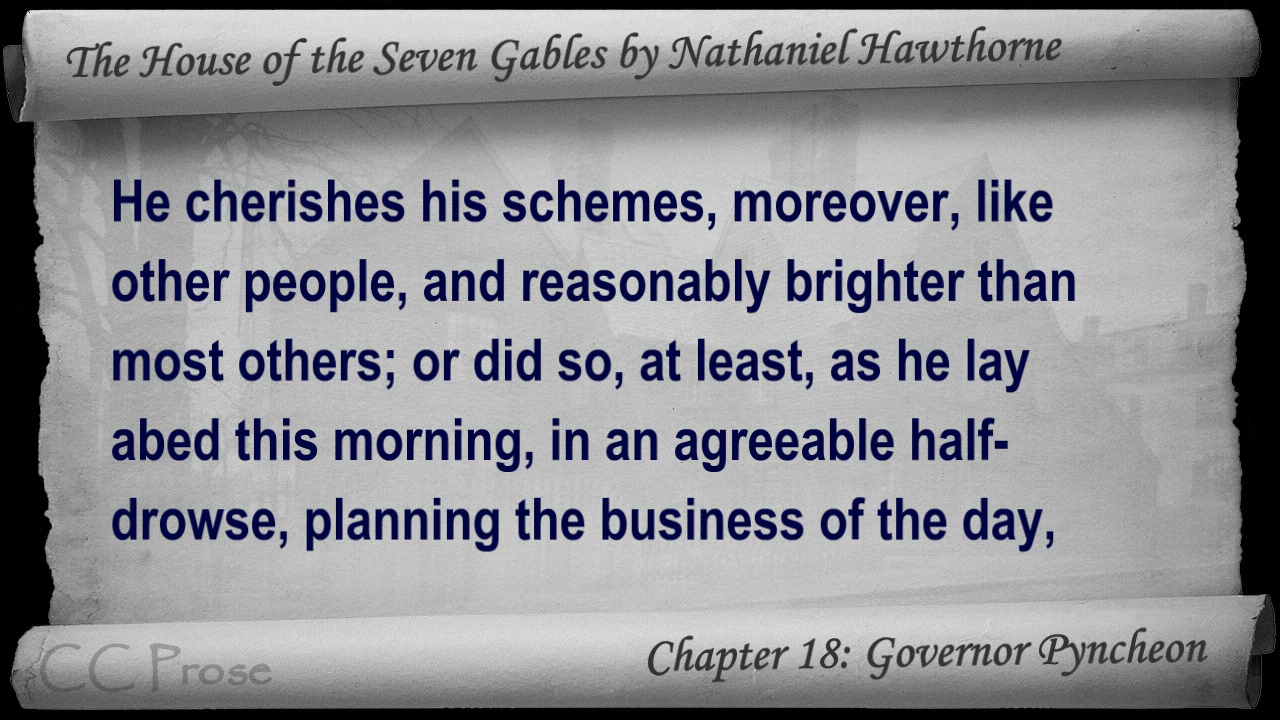 The House of the Seven Gables by Nathaniel Hawthorne
He cherishes his schemes, moreover, like
other people, and reasonably brighter than
most others; or did so, at least, as he lay
abed this morning, in an agreeable half-
drowse, planning the business of the day,
CC Prose
Chapter 18: Governor Pyncheon